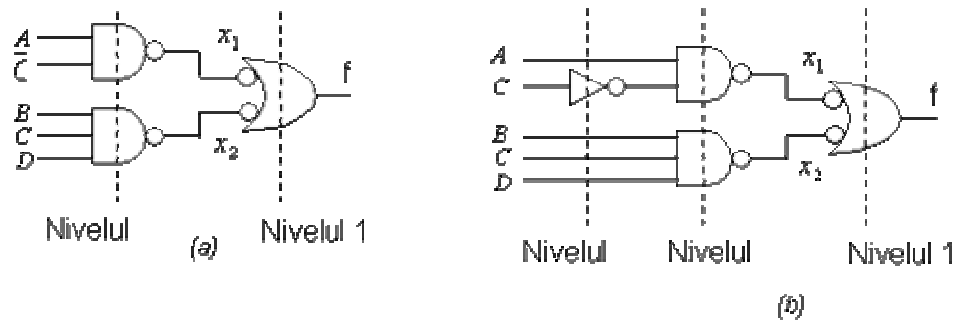 A
C̅
B
C
D
x₁
x₂
f
Nivelul
Nivelul 1
(a)
A
C
B
C
D
x₁
x₂
f
Nivelul
Nivelul
Nivelul 1
(b)